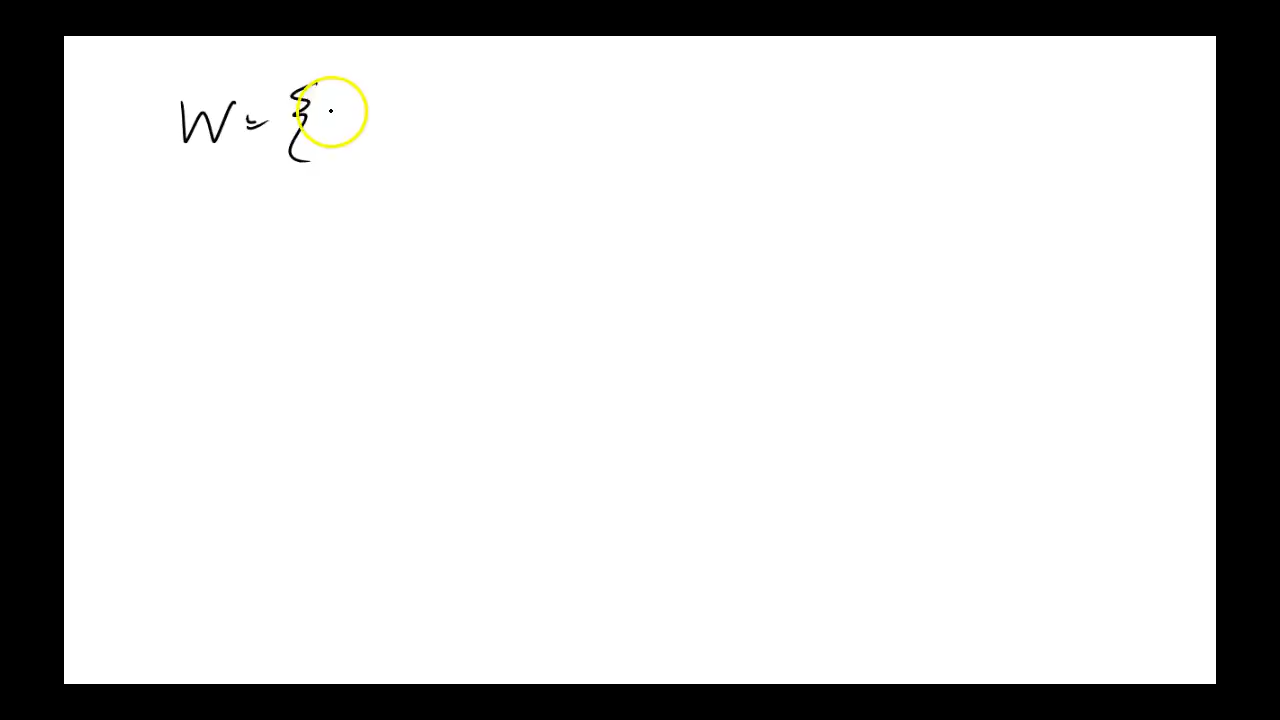 W = {